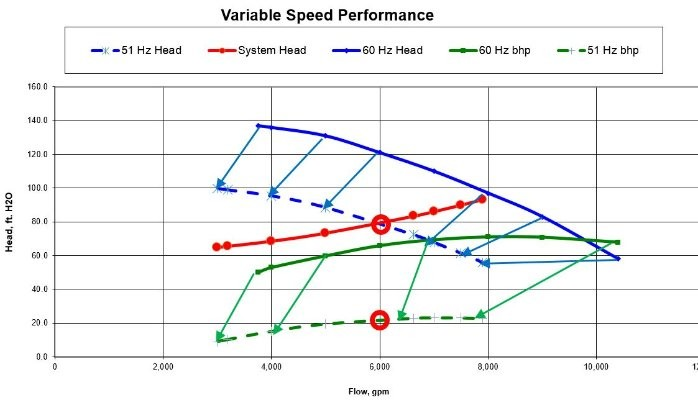 Variable Speed Performance
51 Hz Head System Head 60 Hz Head 60 Hz bhp 51 Hz bhp
Head, ft. H2O
160.0
140.0
120.0
100.0
80.0
60.0
40.0
20.0
0.0
0 2,000 4,000 6,000 8,000 10,000 12
Flow, gpm